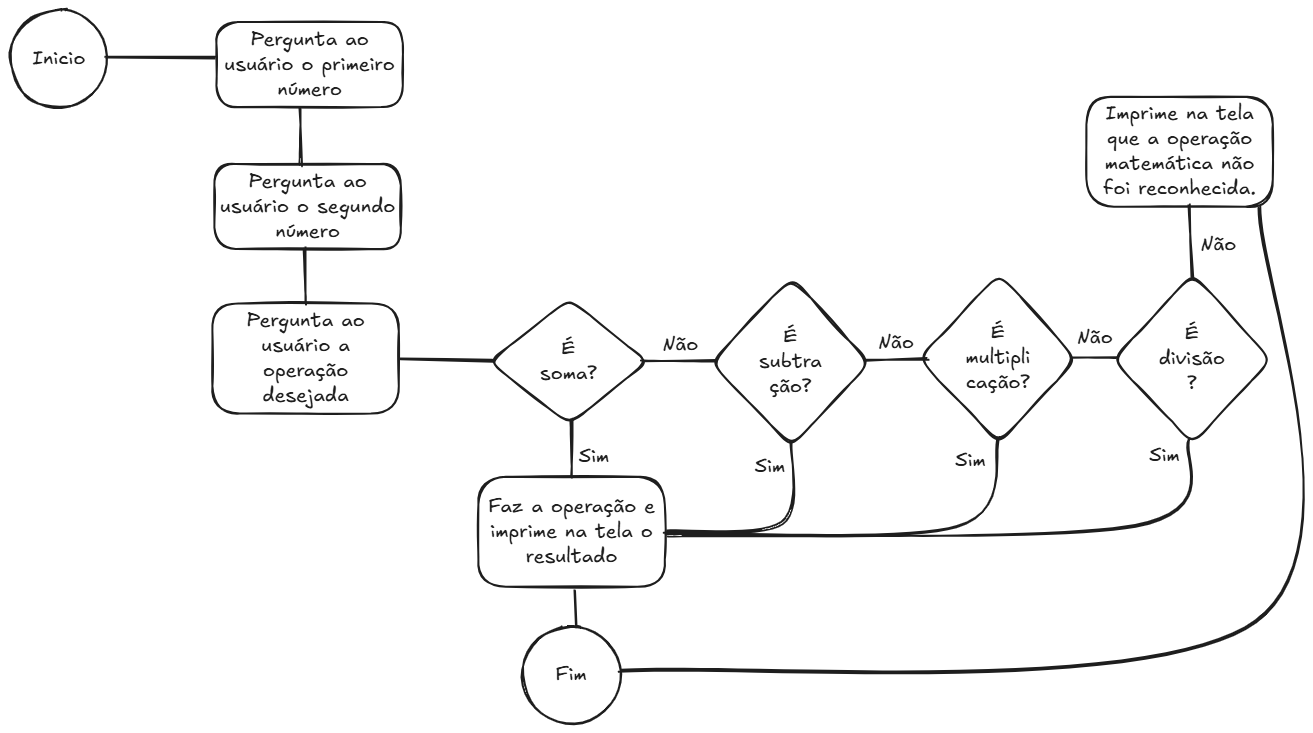 Inicio
Pergunta ao
usuário o primeiro
número
Pergunta ao
usuário o segundo
número
Pergunta ao
usuário a
operação
desejada
É
soma?
Não
É
subtra
ção?
Não
É
multipli
cação?
Não
É
divisão
?
Não
Imprime na tela
que a operação
matemática não
foi reconhecida.
Sim
Sim
Sim
Sim
Faz a operação e
imprime na tela o
resultado
Fim